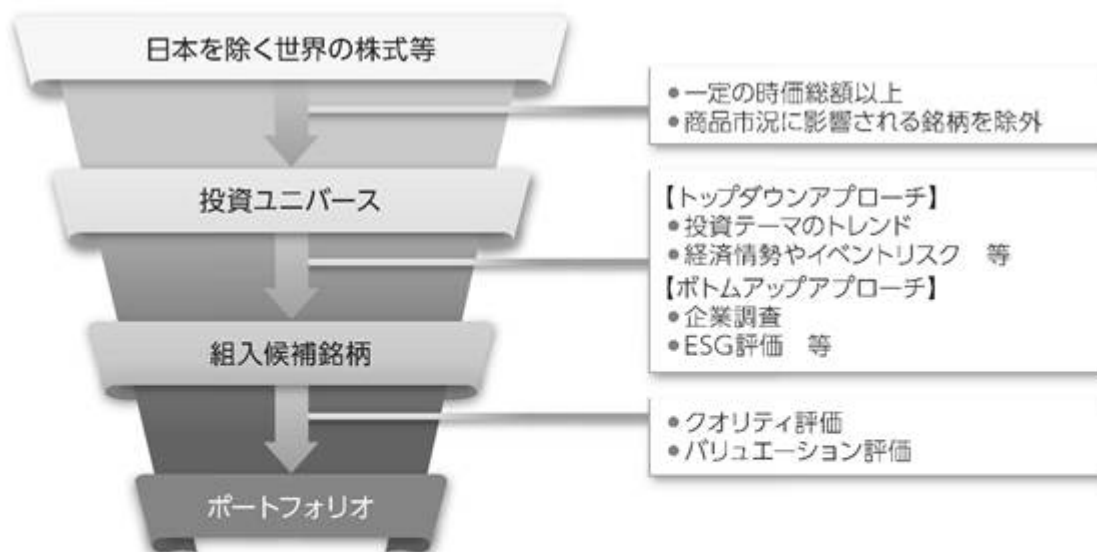 日本を除く世界の株式等
●一定の時価総額以上
●商品市況に影響される銘柄を除外
投資ユニバース
【トップダウンアプローチ】
●投資テーマのトレンド
●経済情勢やイベントリスク　等
【ボトムアップアプローチ】
●企業調査
●ESG評価　等
組入候補銘柄
●クオリティ評価
●バリュエーション評価
ポートフォリオ